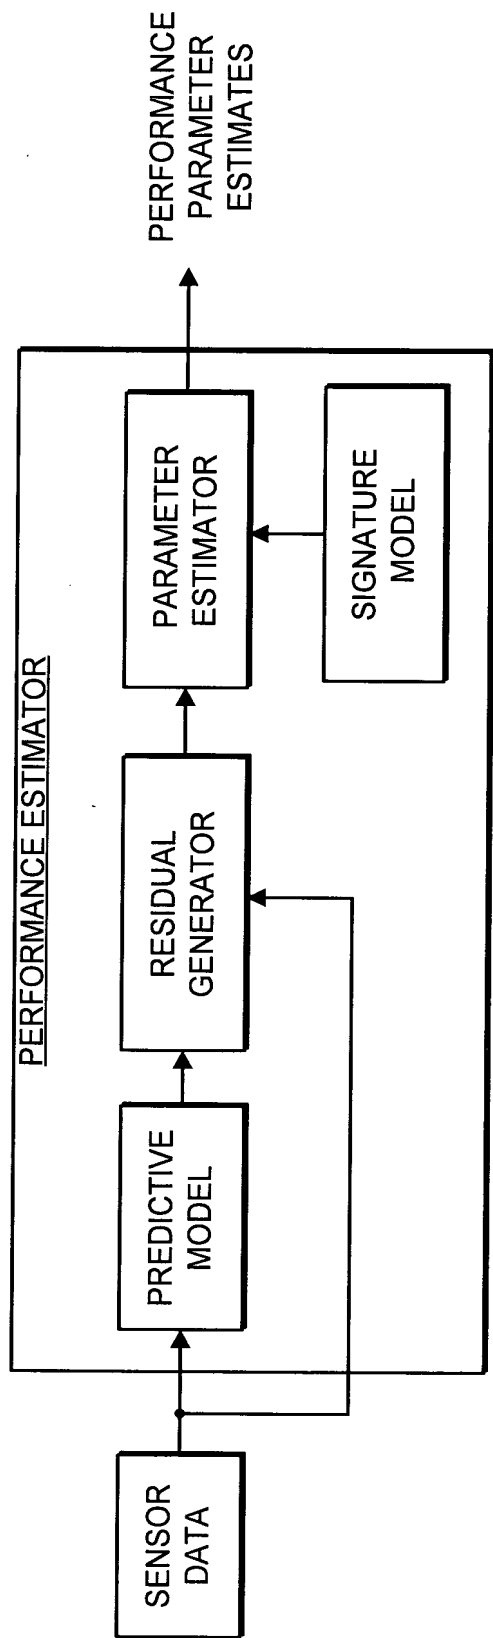 PERFORMANCE ESTIMATOR
SENSOR
DATA
PREDICTIVE
MODEL
RESIDUAL
GENERATOR
PARAMETER
ESTIMATOR
SIGNATURE
MODEL
PERFORMANCE
PARAMETER
ESTIMATES